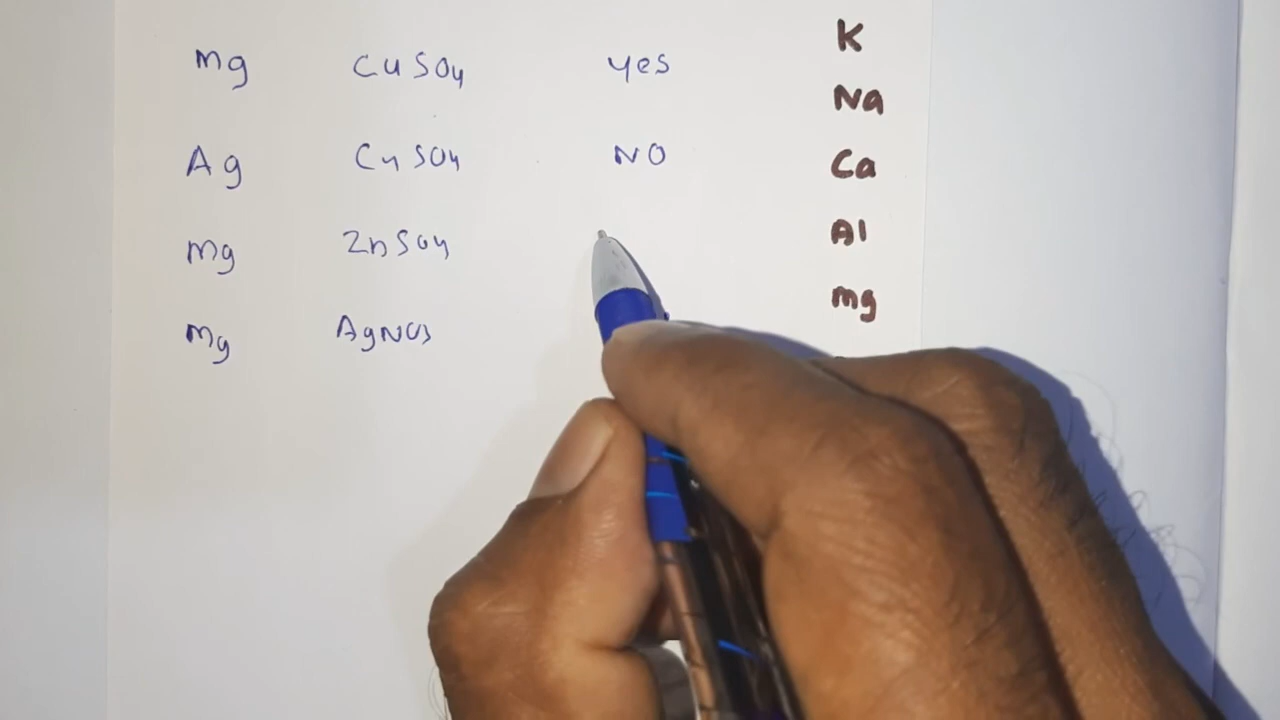 Mg CuSO4 yes
Ag CuSO4 NO
Mg ZnSO4
Mg AgNO3
K
Na
Ca
Al
Mg